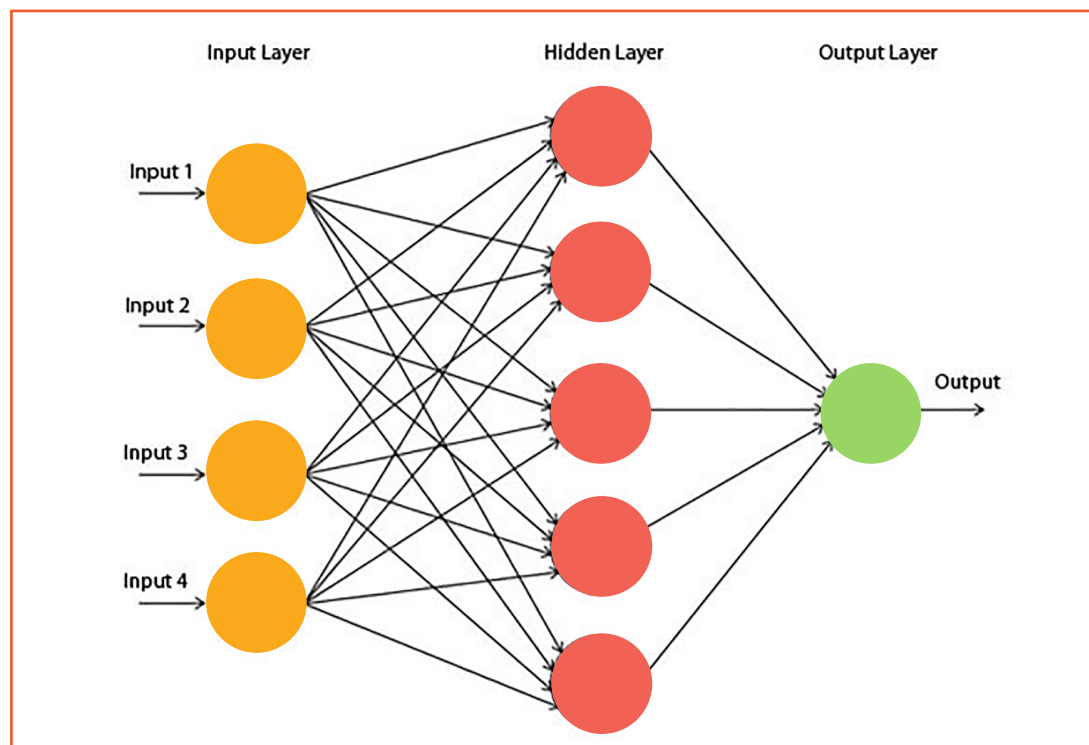 Input Layer
Hidden Layer
Output Layer
Input 1
Input 2
Input 3
Input 4
Output